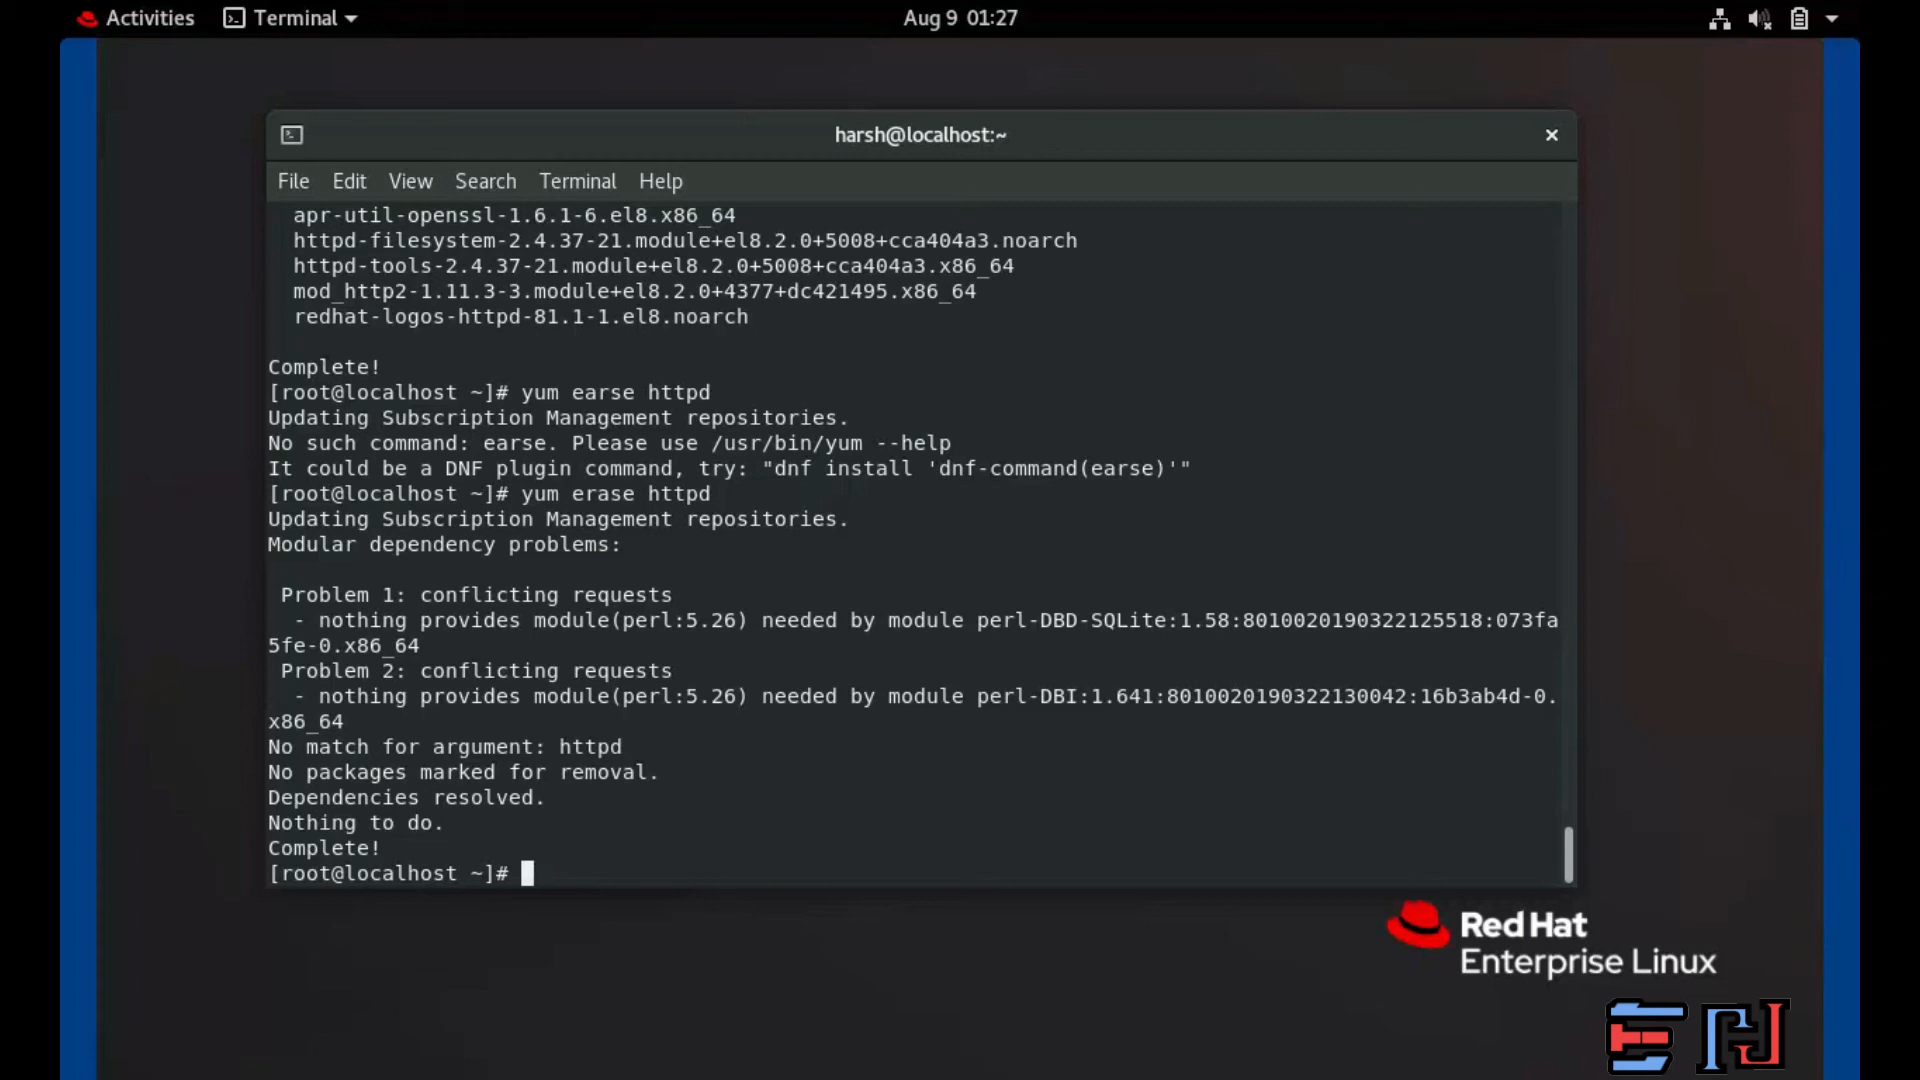 Activities Terminal Aug 9 01:27
harsh@localhost:~
File Edit View Search Terminal Help
apr-util-openssl-1.6.1-6.el8.x86_64
httpd-filesystem-2.4.37-21.module+el8.2.0+5008+cca404a3.noarch
httpd-tools-2.4.37-21.module+el8.2.0+5008+cca404a3.x86_64
mod_http2-1.11.3-3.module+el8.2.0+4377+dc421495.x86_64
redhat-logos-httpd-81.1-1.el8.noarch
Complete!
[root@localhost ~]# yum earse httpd
Updating Subscription Management repositories.
No such command: earse. Please use /usr/bin/yum --help
It could be a DNF plugin command, try: "dnf install 'dnf-command(earse)'"
[root@localhost ~]# yum erase httpd
Updating Subscription Management repositories.
Modular dependency problems:
Problem 1: conflicting requests
- nothing provides module(perl:5.26) needed by module perl-DBD-SQLite:1.58:8010020190322125518:073fa
5fe-0.x86_64
Problem 2: conflicting requests
- nothing provides module(perl:5.26) needed by module perl-DBI:1.641:8010020190322130042:16b3ab4d-0.
x86_64
No match for argument: httpd
No packages marked for removal.
Dependencies resolved.
Nothing to do.
Complete!
[root@localhost ~]#
Red Hat
Enterprise Linux